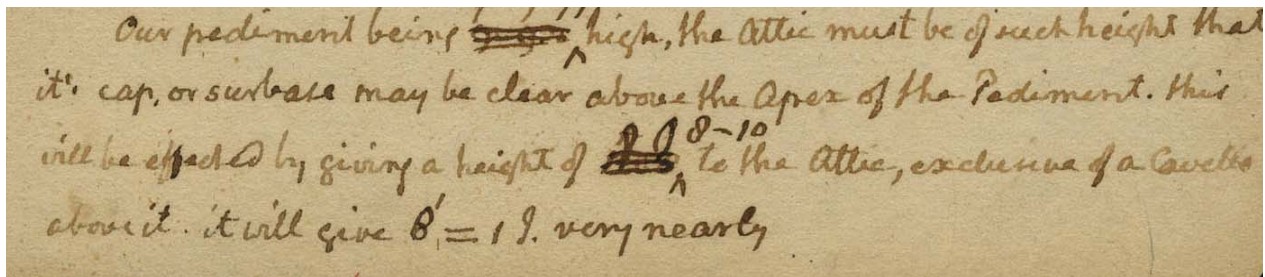 Our pediment being high, the Attic must be of such height that
it's cap, or surbase may be clear above the Apex of the Pediment. this
will be effected by giving a height of 8-10 to the Attic, exclusive of a Cavetto
above it. it will give 8' = 1 9. very nearly